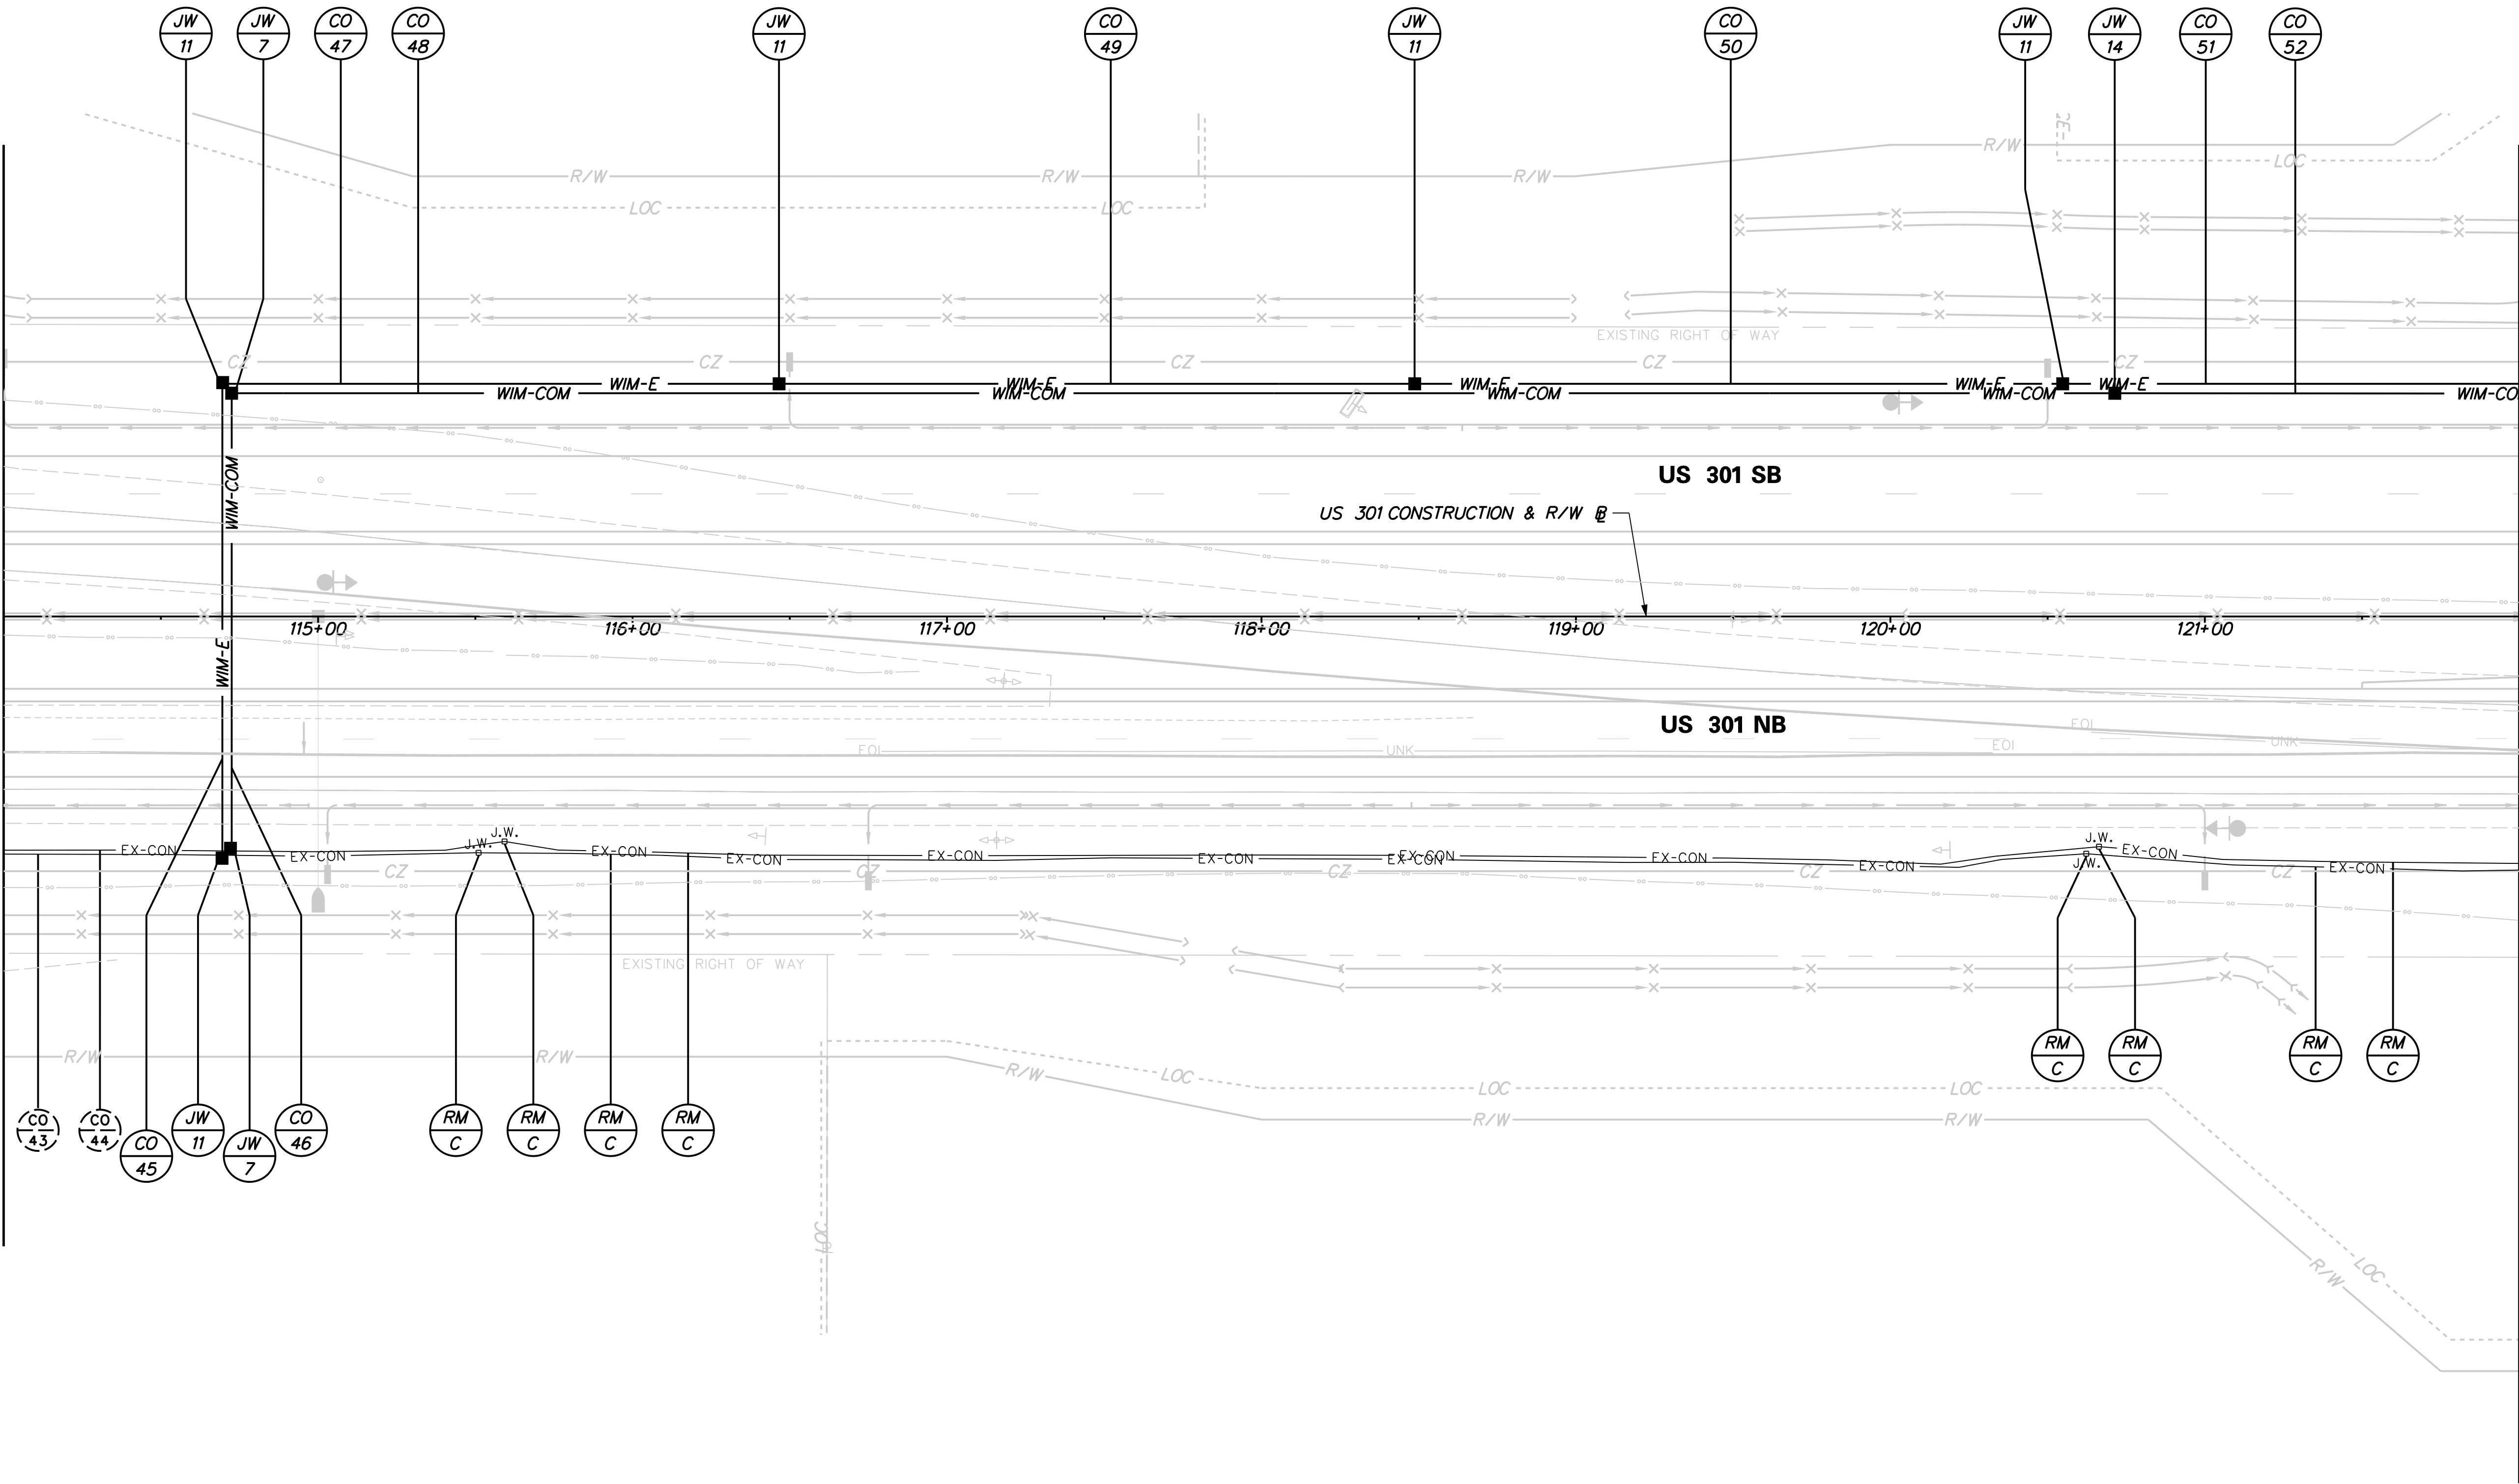 JW JW CO CO JW CO JW CO JW JW CO CO
11 7 47 48 11 49 11 50 11 14 51 52
R/W
R/W R/W R/W
LOC
LOC LOC
EXISTING RIGHT OF WAY
CZ CZ CZ CZ CZ
WIM-E WIM-E WIM-E WIM-E WIM-E
WIM-COM WIM-COM WIM-COM WIM-COM WIM-CO
WIM-COM
US 301 SB
US 301 CONSTRUCTION & R/W
115+00 116+00 117+00 118+00 119+00 120+00 121+00
WIM-E
US 301 NB
EOI
EOI UNK EOI UNK
J.W. J.W.
J.W. J.W.
EX-CON EX-CON EX-CON EX-CON EX-CON EX-CON EX-CON EX-CON EX-CON EX-CON EX-CON EX-CON
CZ CZ CZ CZ CZ
EXISTING RIGHT OF WAY
RM RM RM RM
C C C C
R/W R/W R/W
LOC LOC LOC
R/W R/W
CO CO CO JW JW CO RM RM RM RM
43 44 45 11 7 46 C C C C
LOC
LOC
R/W